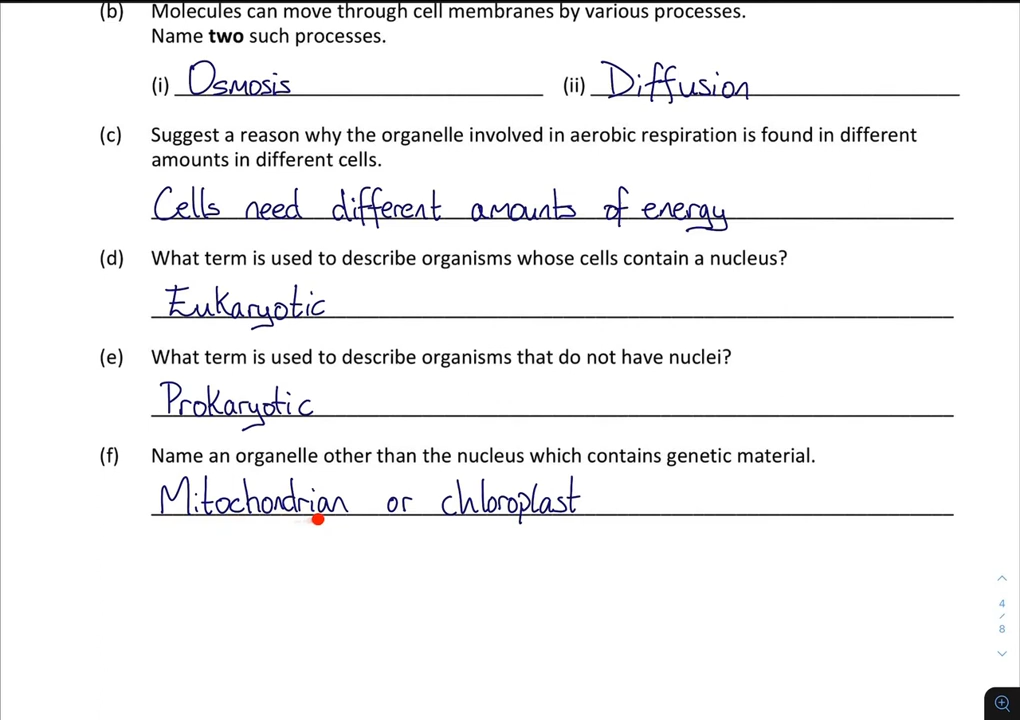 (b) Molecules can move through cell membranes by various processes.
Name two such processes.
(i) Osmosis (ii) Diffusion
(c) Suggest a reason why the organelle involved in aerobic respiration is found in different
amounts in different cells.
Cells need different amounts of energy
(d) What term is used to describe organisms whose cells contain a nucleus?
Eukaryotic
(e) What term is used to describe organisms that do not have nuclei?
Prokaryotic
(f) Name an organelle other than the nucleus which contains genetic material.
Mitochondrian or chloroplast
4
/
8